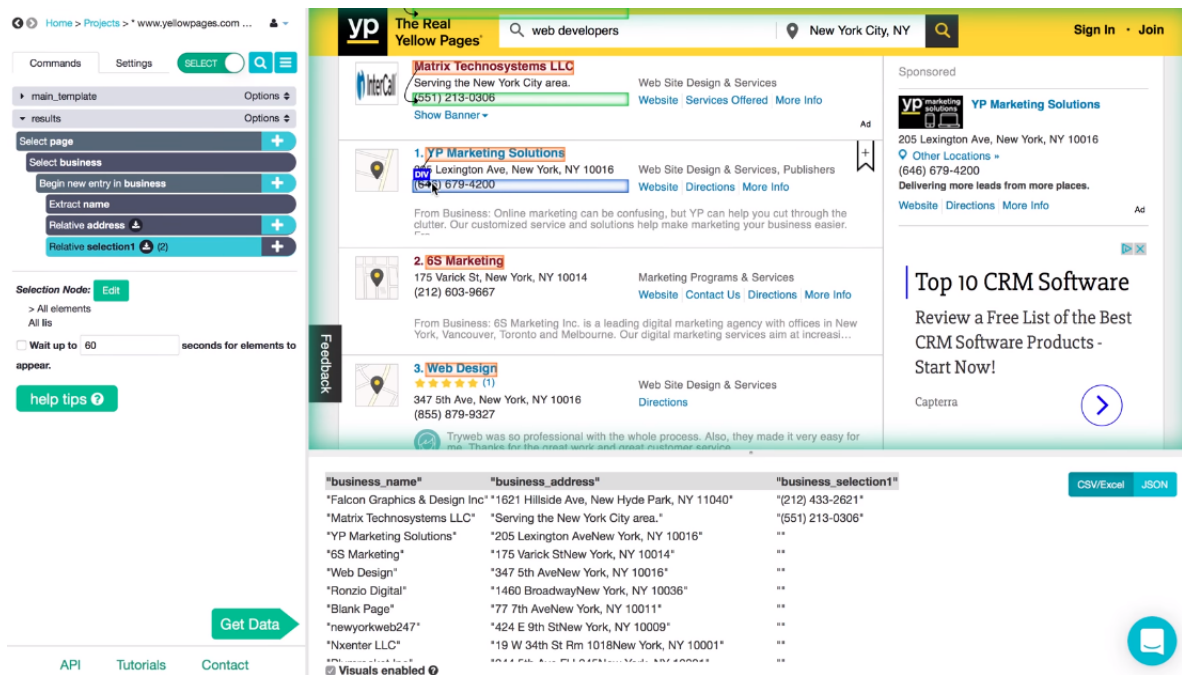 Home > Projects > * www.yellowpages.com ...
Commands
Settings
SELECT
main_template
Options
results
Options
Select page
Select business
Begin new entry in business
Extract name
Relative address
Relative selection1 (2)
Selection Node:
Edit
> All elements
All lis
Wait up to 60 seconds for elements to
appear.
help tips
Get Data
API
Tutorials
Contact
yp
The Real
Yellow Pages
web developers
New York City, NY
Sign In · Join
InterCall
Matrix Technosystems LLC
Serving the New York City area.
(551) 213-0306
Show Banner
Web Site Design & Services
Website Services Offered More Info
Ad
1. YP Marketing Solutions
Lexington Ave, New York, NY 10016
DIV
679-4200
Web Site Design & Services, Publishers
Website Directions More Info
From Business: Online marketing can be confusing, but YP can help you cut through the
clutter. Our customized service and solutions help make marketing your business easier.
2. 6S Marketing
175 Varick St, New York, NY 10014
(212) 603-9667
Marketing Programs & Services
Website Contact Us Directions More Info
From Business: 6S Marketing Inc. is a leading digital marketing agency with offices in New
York, Vancouver, Toronto and Melbourne. Our digital marketing services aim at increasi...
3. Web Design
(1)
347 5th Ave, New York, NY 10016
(855) 879-9327
Web Site Design & Services
Directions
Tryweb was so professional with the whole process. Also, they made it very easy for
me. Thanks for the great work and great customer service
Feedback
Sponsored
yp marketing
solutions
YP Marketing Solutions
205 Lexington Ave, New York, NY 10016
Other Locations »
(646) 679-4200
Delivering more leads from more places.
Website Directions More Info
Ad
Top 10 CRM Software
Review a Free List of the Best
CRM Software Products -
Start Now!
Capterra
"business_name" "business_address" "business_selection1"
"Falcon Graphics & Design Inc" "1621 Hillside Ave, New Hyde Park, NY 11040" "(212) 433-2621"
"Matrix Technosystems LLC" "Serving the New York City area." "(551) 213-0306"
"YP Marketing Solutions" "205 Lexington AveNew York, NY 10016" ""
"6S Marketing" "175 Varick StNew York, NY 10014" ""
"Web Design" "347 5th AveNew York, NY 10016" ""
"Ronzio Digital" "1460 BroadwayNew York, NY 10036" ""
"Blank Page" "77 7th AveNew York, NY 10011" ""
"newyorkweb247" "424 E 9th StNew York, NY 10009" ""
"Nxenter LLC" "19 W 34th St Rm 1018New York, NY 10001" ""
Visuals enabled
CSV/Excel
JSON